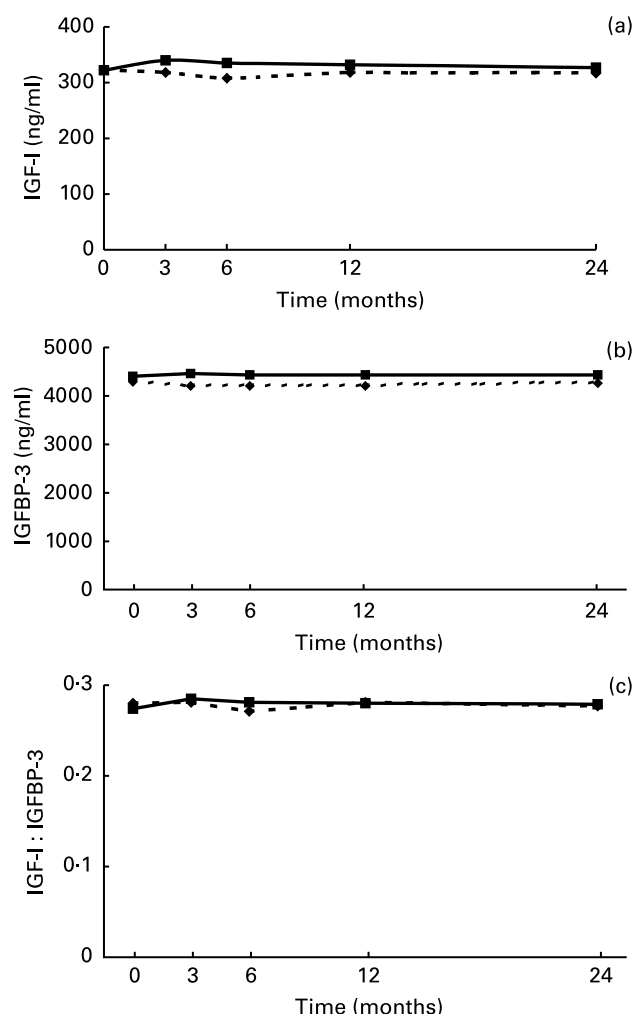 (a)
400
300
200
100
0
IGF-I (ng/ml)
0 3 6 12 24
Time (months)
(b)
5000
4000
3000
2000
1000
0
IGFBP-3 (ng/ml)
0 3 6 12 24
Time (months)
(c)
0·3
0·2
0·1
0
IGF-I : IGFBP-3
0 3 6 12 24
Time (months)